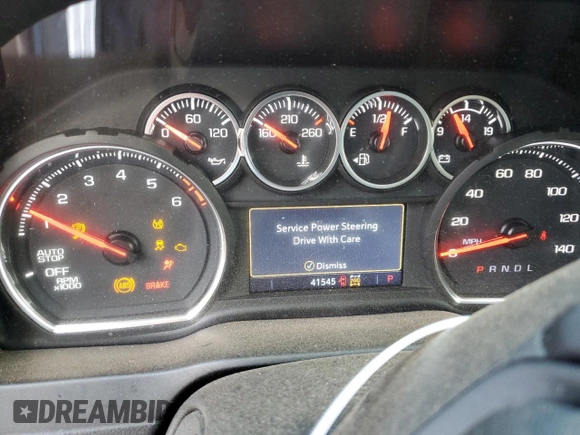 0 60 120
160 210 260
E 1/2 F
9 14 19
1 2 3 4 5 6
AUTO
STOP
OFF
RPM
x1000
ABS
BRAKE
Service Power Steering
Drive With Care
Dismiss
41545
P
0 20 40 60 80 100 120 140
MPH
P R N D L
DREAMBID